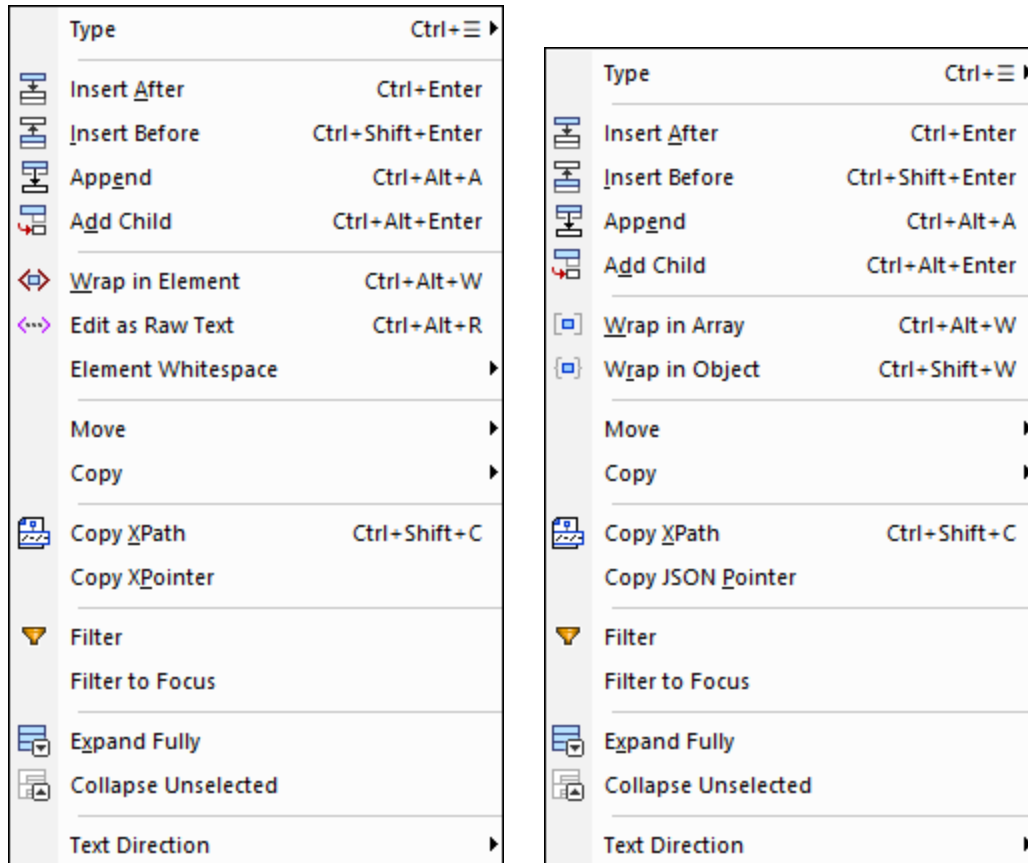 Type Ctrl+☰
Insert After Ctrl+Enter
Insert Before Ctrl+Shift+Enter
Append Ctrl+Alt+A
Add Child Ctrl+Alt+Enter
Wrap in Element Ctrl+Alt+W
Edit as Raw Text Ctrl+Alt+R
Element Whitespace
Move
Copy
Copy XPath Ctrl+Shift+C
Copy XPointer
Filter
Filter to Focus
Expand Fully
Collapse Unselected
Text Direction
Type Ctrl+☰
Insert After Ctrl+Enter
Insert Before Ctrl+Shift+Enter
Append Ctrl+Alt+A
Add Child Ctrl+Alt+Enter
Wrap in Array Ctrl+Alt+W
Wrap in Object Ctrl+Shift+W
Move
Copy
Copy XPath Ctrl+Shift+C
Copy JSON Pointer
Filter
Filter to Focus
Expand Fully
Collapse Unselected
Text Direction